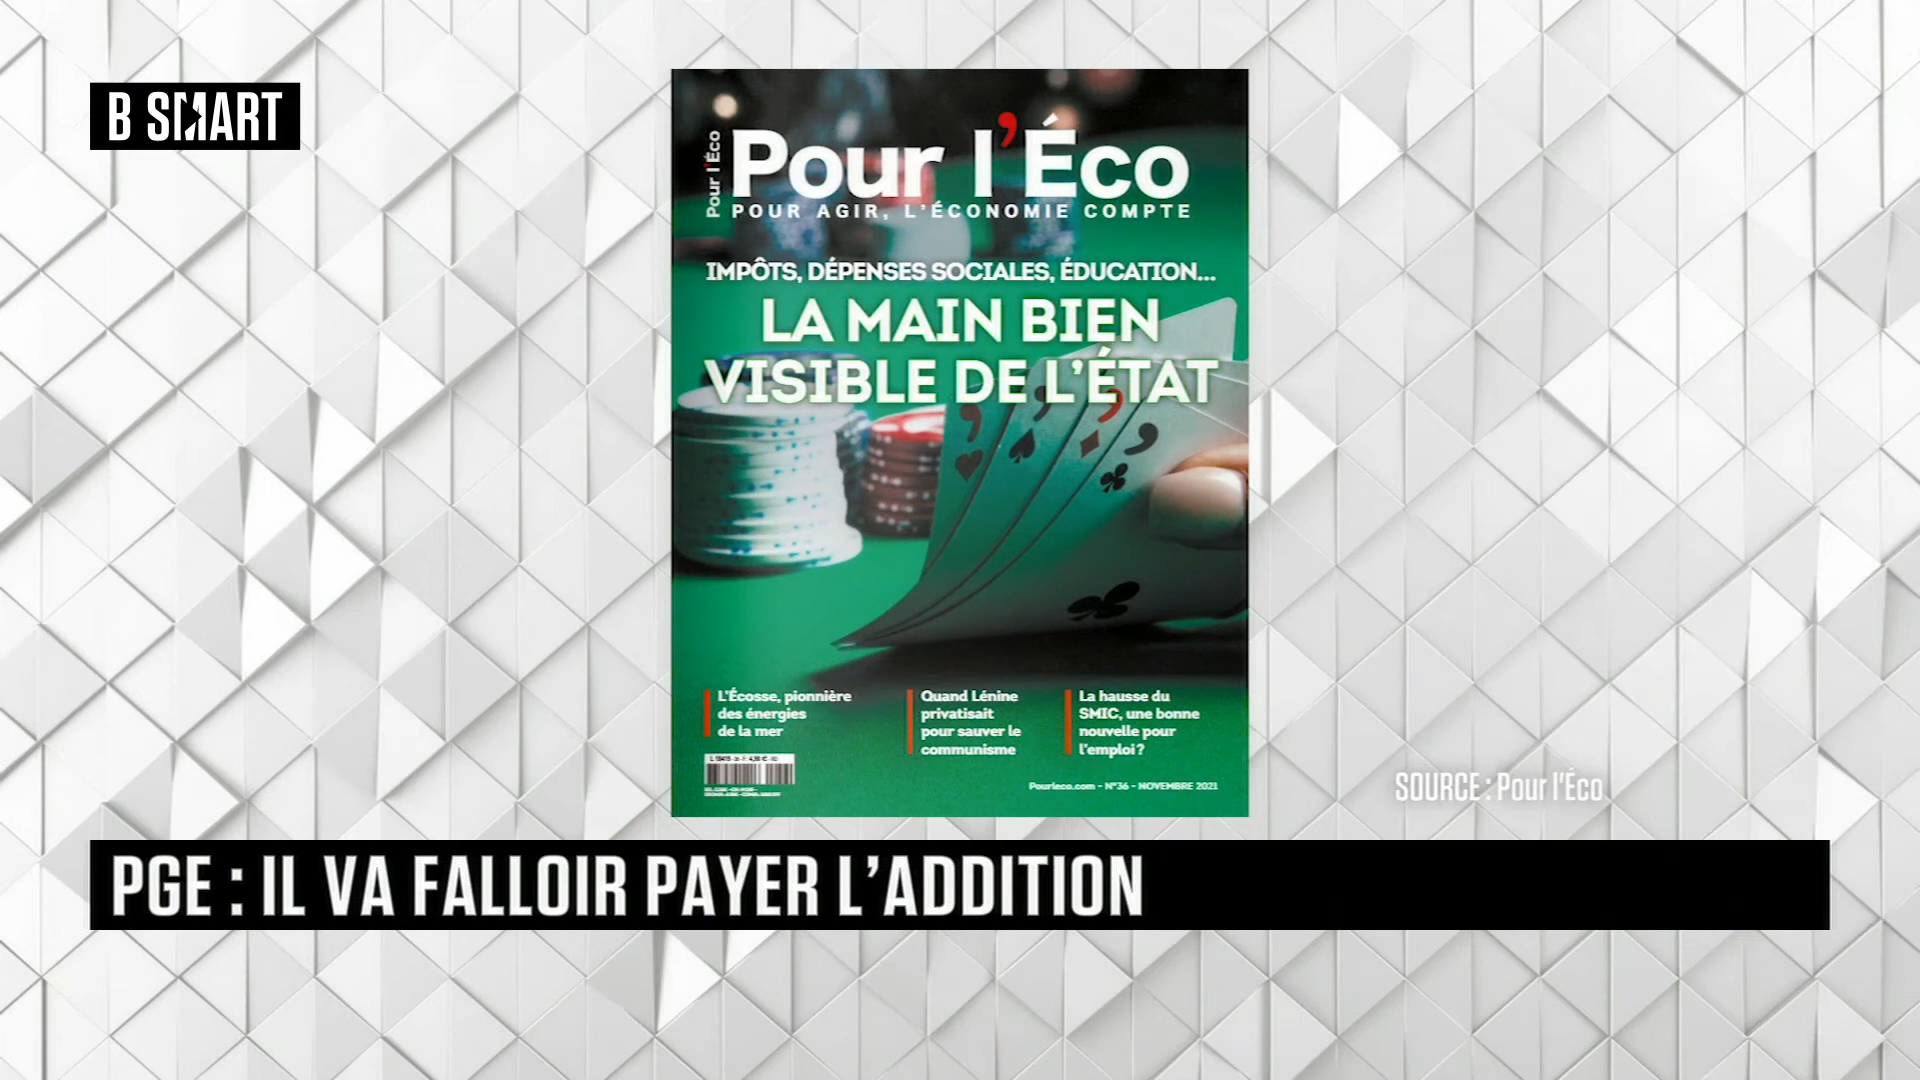 B SMART
Pour l'Éco
Pour l'Éco
POUR AGIR, L'ÉCONOMIE COMPTE
IMPÔTS, DÉPENSES SOCIALES, ÉDUCATION...
LA MAIN BIEN
VISIBLE DE L'ÉTAT
L'Écosse, pionnière
des énergies
de la mer
Quand Lénine
privatisait
pour sauver le
communisme
La hausse du
SMIC, une bonne
nouvelle pour
l'emploi ?
Pourleco.com - N°36 - NOVEMBRE 2021
SOURCE : Pour l'Éco
PGE : IL VA FALLOIR PAYER L'ADDITION